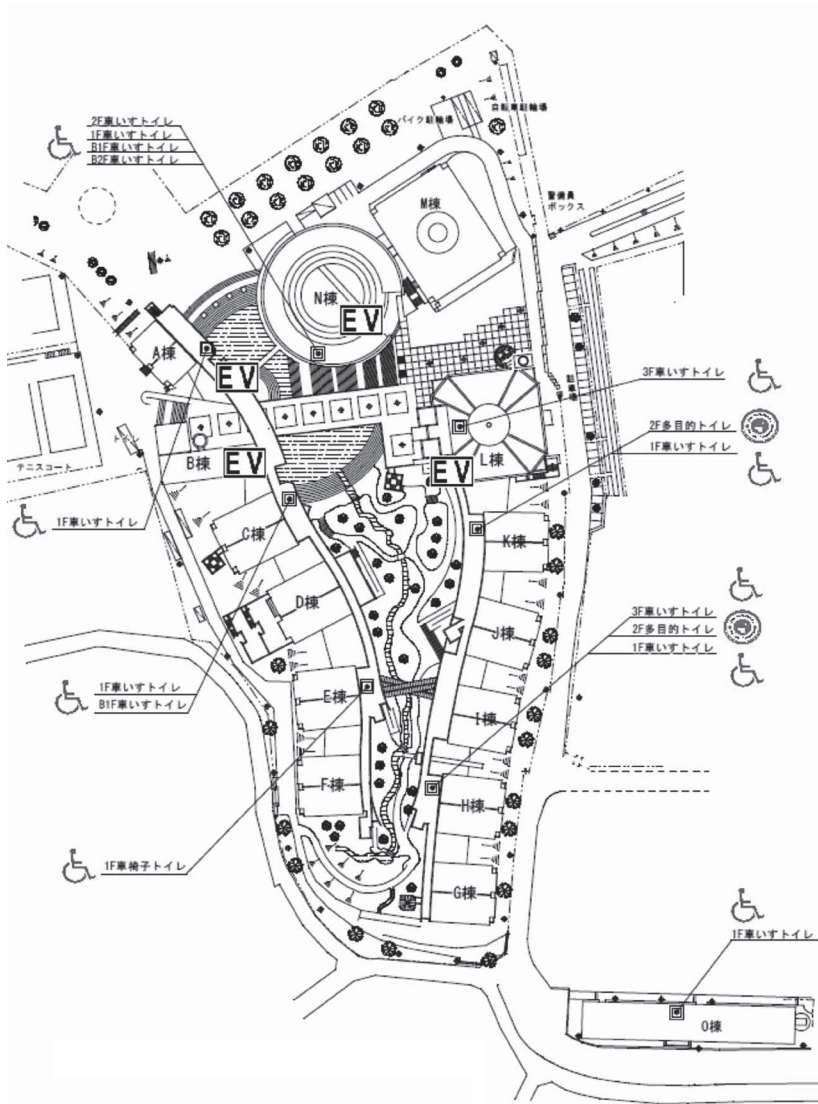 2F車いすトイレ
1F車いすトイレ
B1F車いすトイレ
B2F車いすトイレ
バイク駐輪場
自転車駐輪場
警備員
ボックス
M棟
N棟
EV
A棟
EV
3F車いすトイレ
駐車場
2F多目的トイレ
1F車いすトイレ
L棟
EV
B棟
EV
テニスコート
1F車いすトイレ
C棟
K棟
D棟
3F車いすトイレ
2F多目的トイレ
1F車いすトイレ
J棟
1F車いすトイレ
B1F車いすトイレ
E棟
I棟
F棟
H棟
1F車椅子トイレ
G棟
1F車いすトイレ
O棟